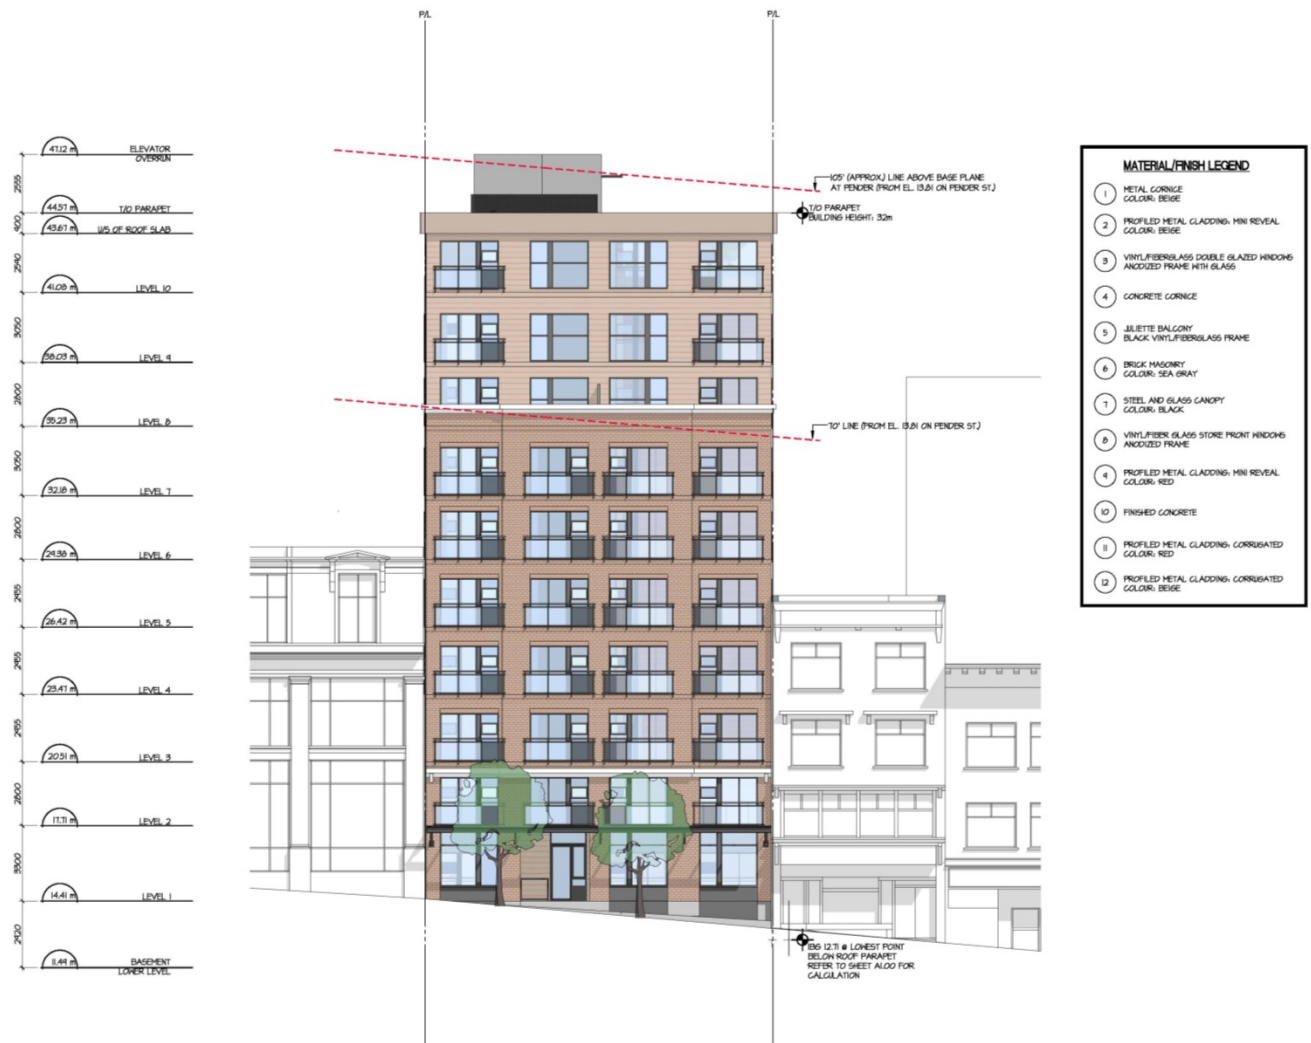 P/L
P/L
47.12 m
ELEVATOR
OVERRUN
2555
44.57 m
T/O PARAPET
900
43.67 m
U/S OF ROOF SLAB
2590
41.08 m
LEVEL 10
3050
38.03 m
LEVEL 9
2800
35.23 m
LEVEL 8
3050
32.18 m
LEVEL 7
2800
29.38 m
LEVEL 6
2955
26.42 m
LEVEL 5
2955
23.47 m
LEVEL 4
2955
20.51 m
LEVEL 3
2800
17.71 m
LEVEL 2
3300
14.41 m
LEVEL 1
11.49 m
BASEMENT
LOWER LEVEL
105' (APPROX.) LINE ABOVE BASE PLANE
AT PENDER (FROM EL. 13.81 ON PENDER ST.)
T/O PARAPET
BUILDING HEIGHT: 32m
70' LINE (FROM EL. 13.81 ON PENDER ST.)
IBG 12.71 @ LOWEST POINT
BELOW ROOF PARAPET
REFER TO SHEET A1.00 FOR
CALCULATION
MATERIAL/FINISH LEGEND
1
METAL CORNICE
COLOUR: BEIGE
2
PROFILED METAL CLADDING: MINI REVEAL
COLOUR: BEIGE
3
VINYL/FIBERGLASS DOUBLE GLAZED WINDOWS
ANODIZED FRAME WITH GLASS
4
CONCRETE CORNICE
5
JULIETTE BALCONY
BLACK VINYL/FIBERGLASS FRAME
6
BRICK MASONRY
COLOUR: SEA GRAY
7
STEEL AND GLASS CANOPY
COLOUR: BLACK
8
VINYL/FIBER GLASS STORE FRONT WINDOWS
ANODIZED FRAME
9
PROFILED METAL CLADDING: MINI REVEAL
COLOUR: RED
10
FINISHED CONCRETE
11
PROFILED METAL CLADDING: CORRUGATED
COLOUR: RED
12
PROFILED METAL CLADDING: CORRUGATED
COLOUR: BEIGE